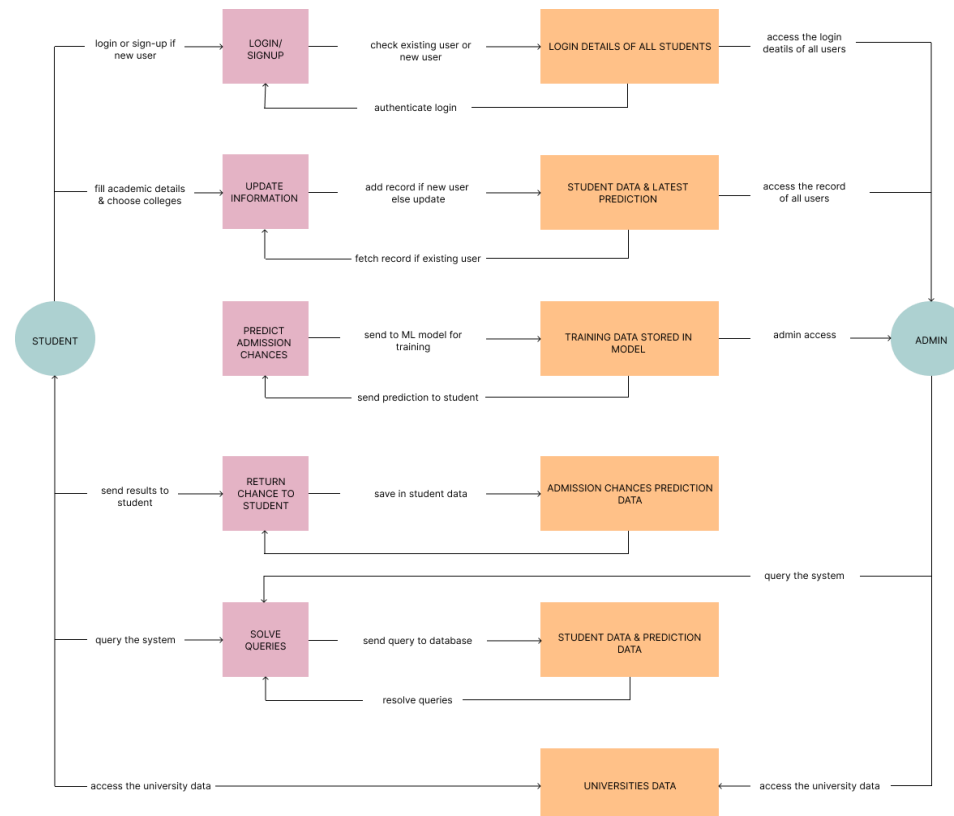 login or sign-up if
new user
LOGIN/
SIGNUP
check existing user or
new user
LOGIN DETAILS OF ALL STUDENTS
access the login
deatils of all users
authenticate login
fill academic details
& choose colleges
UPDATE
INFORMATION
add record if new user
else update
STUDENT DATA & LATEST
PREDICTION
access the record
of all users
fetch record if existing user
STUDENT
PREDICT
ADMISSION
CHANCES
send to ML model for
training
TRAINING DATA STORED IN
MODEL
admin access
ADMIN
send prediction to student
send results to
student
RETURN
CHANCE TO
STUDENT
save in student data
ADMISSION CHANCES PREDICTION
DATA
query the system
query the system
SOLVE
QUERIES
send query to database
STUDENT DATA & PREDICTION
DATA
resolve queries
access the university data
UNIVERSITIES DATA
access the university data